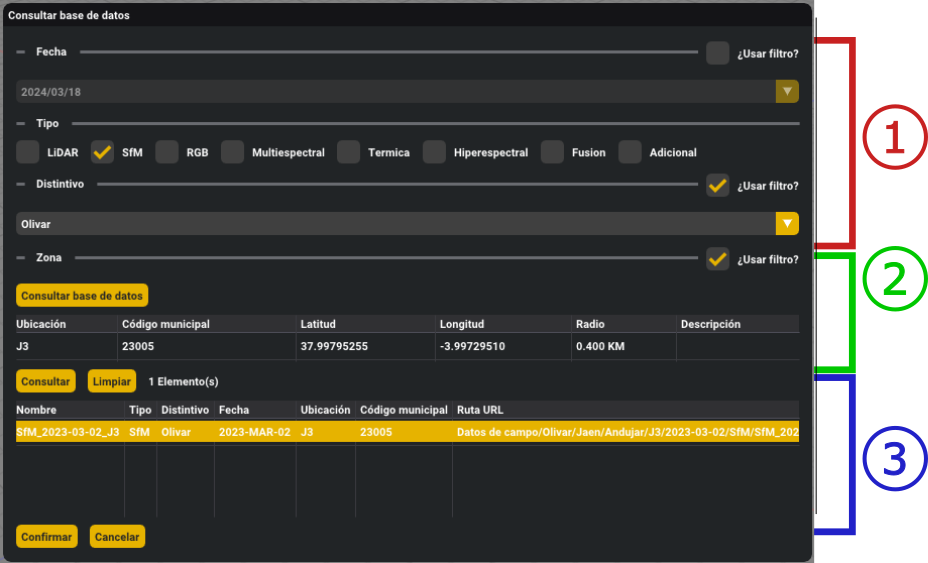 Consultar base de datos
Fecha ¿Usar filtro?
2024/03/18
Tipo
LiDAR SfM RGB Multiespectral Termica Hiperespectral Fusion Adicional
Distintivo ¿Usar filtro?
Olivar
Zona ¿Usar filtro?
Consultar base de datos
Ubicación Código municipal Latitud Longitud Radio Descripción
J3 23005 37.99795255 -3.99729510 0.400 KM
Consultar Limpiar 1 Elemento(s)
Nombre Tipo Distintivo Fecha Ubicación Código municipal Ruta URL
SfM_2023-03-02_J3 SfM Olivar 2023-MAR-02 J3 23005 Datos de campo/Olivar/Jaen/Andujar/J3/2023-03-02/SfM/SfM_202
Confirmar Cancelar
1
2
3